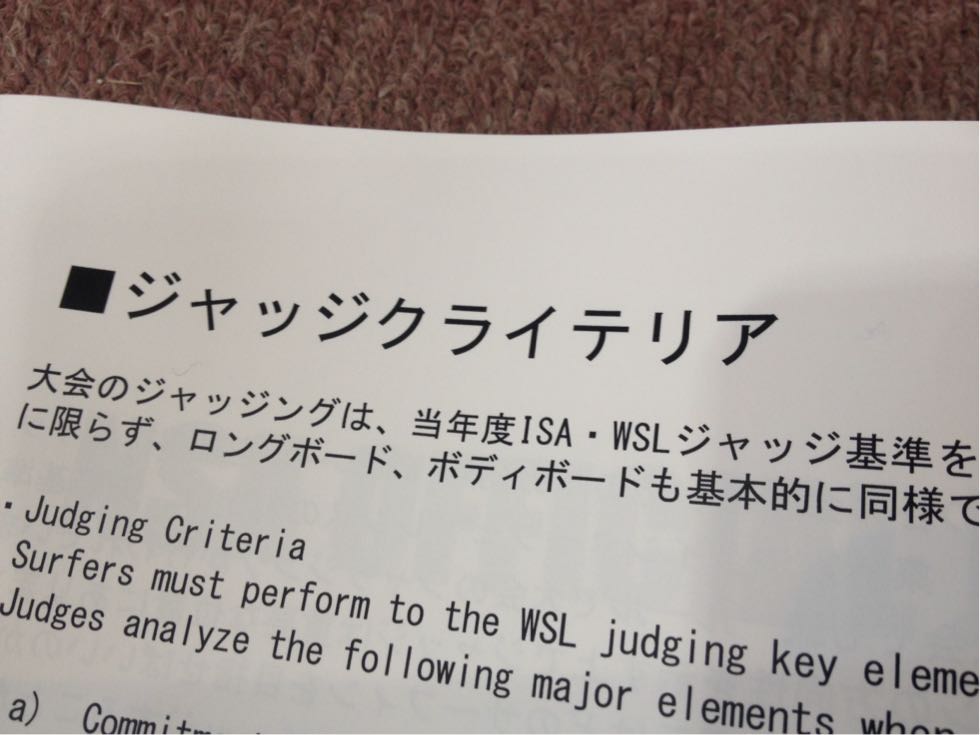 ■ジャッジクライテリア
大会のジャッジングは、当年度ISA・WSLジャッジ基準を
に限らず、ロングボード、ボディボードも基本的に同様で
・Judging Criteria
Surfers must perform to the WSL judging key eleme
Judges analyze the following major elements when
a) Commitm